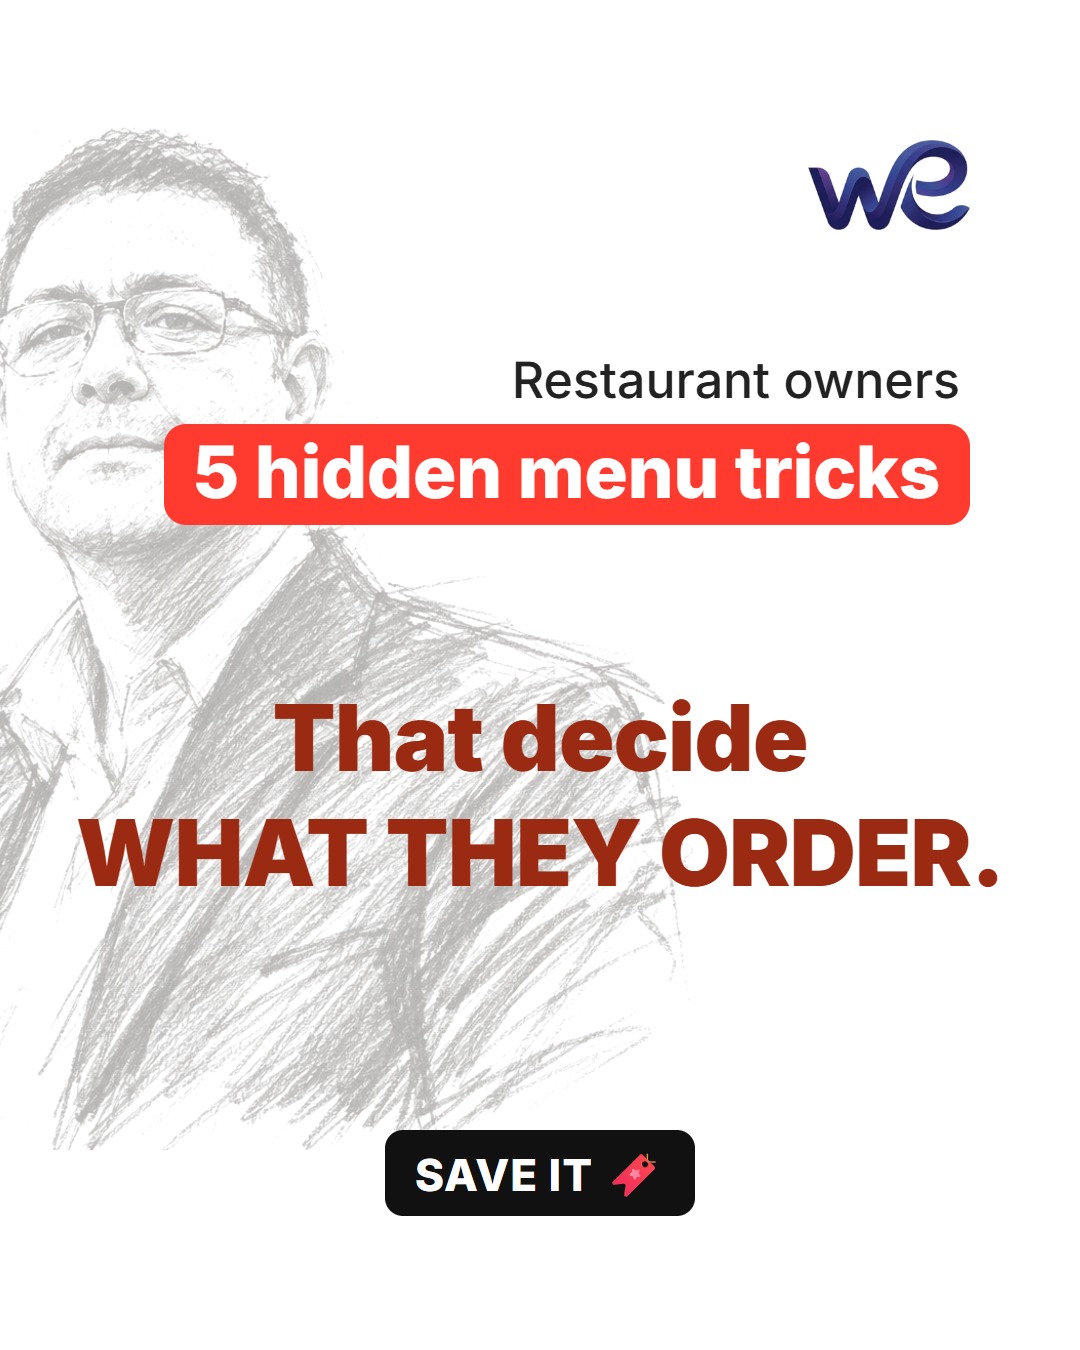 we
Restaurant owners
5 hidden menu tricks
That decide
WHAT THEY ORDER.
SAVE IT